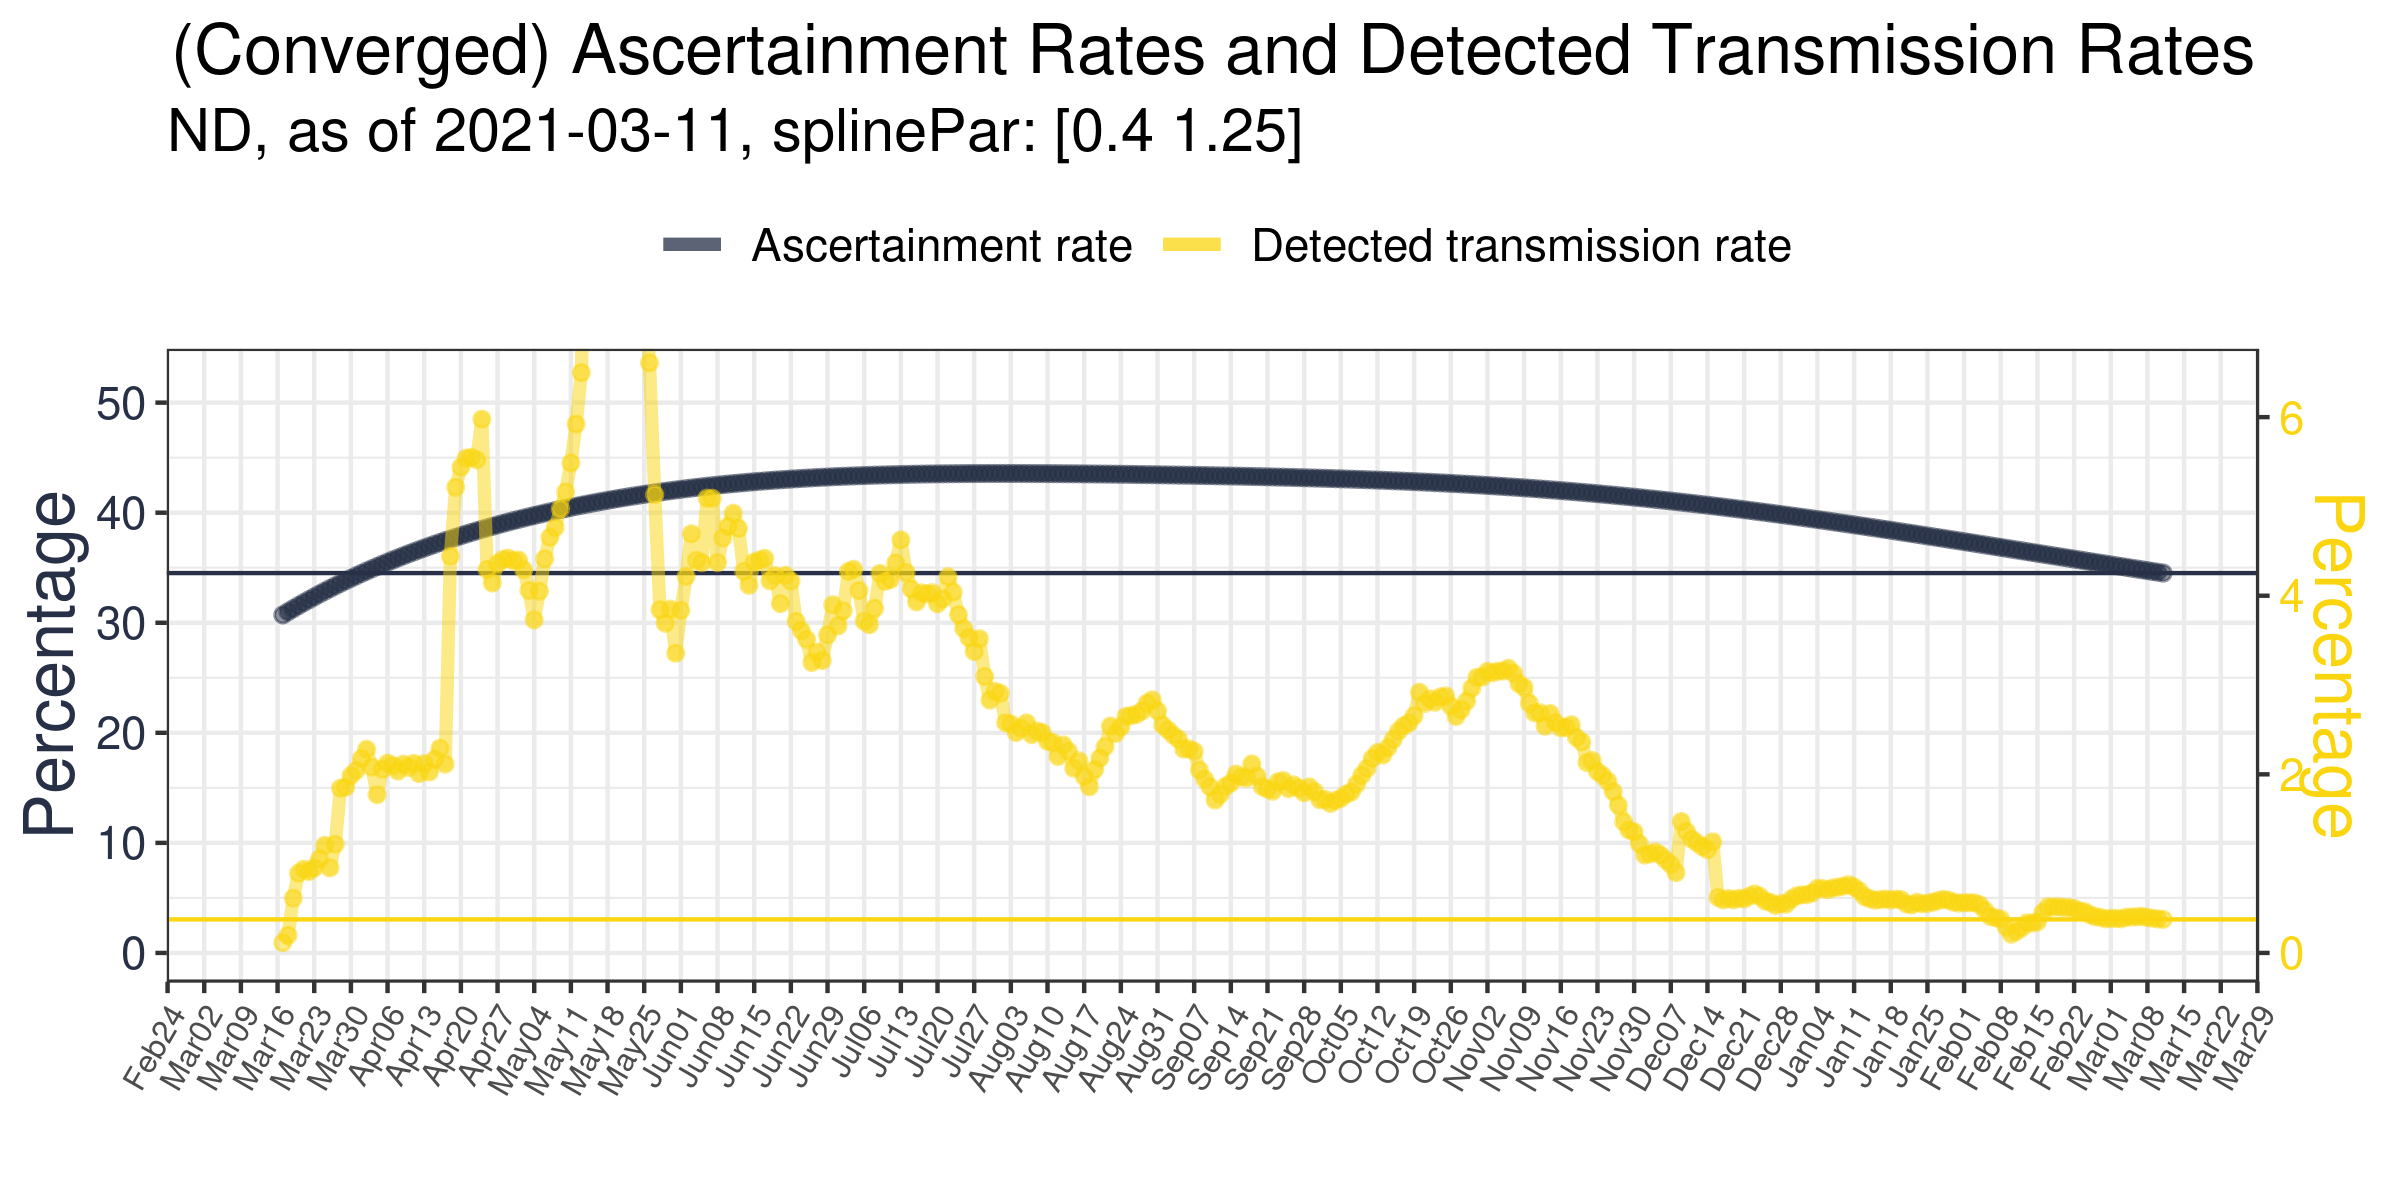 (Converged) Ascertainment Rates and Detected Transmission Rates
ND, as of 2021-03-11, splinePar: [0.4 1.25]
Ascertainment rate
Detected transmission rate
Percentage
50
40
30
20
10
0
6
4
2
0
Percentage
Feb24
Mar02
Mar09
Mar16
Mar23
Mar30
Apr06
Apr13
Apr20
Apr27
May04
May11
May18
May25
Jun01
Jun08
Jun15
Jun22
Jun29
Jul06
Jul13
Jul20
Jul27
Aug03
Aug10
Aug17
Aug24
Aug31
Sep07
Sep14
Sep21
Sep28
Oct05
Oct12
Oct19
Oct26
Nov02
Nov09
Nov16
Nov23
Nov30
Dec07
Dec14
Dec21
Dec28
Jan04
Jan11
Jan18
Jan25
Feb01
Feb08
Feb15
Feb22
Mar01
Mar08
Mar15
Mar22
Mar29